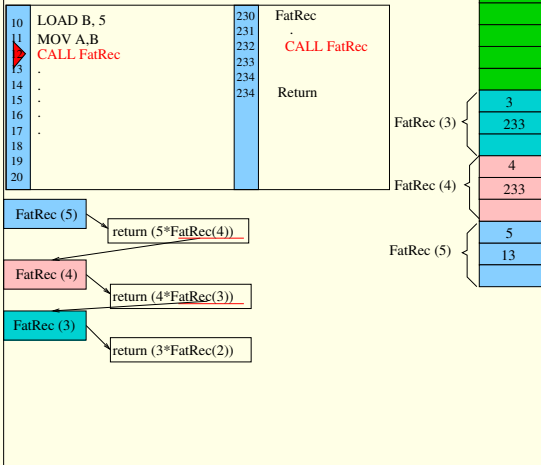 10 LOAD B, 5
11 MOV A,B
12 CALL FatRec
13 .
14 .
15 .
16 .
17 .
18
19
20
230 FatRec
231 .
232 CALL FatRec
233
234
234 Return
FatRec (3)
3
233
FatRec (4)
4
233
FatRec (5)
5
13
FatRec (5)
return (5*FatRec(4))
FatRec (4)
return (4*FatRec(3))
FatRec (3)
return (3*FatRec(2))